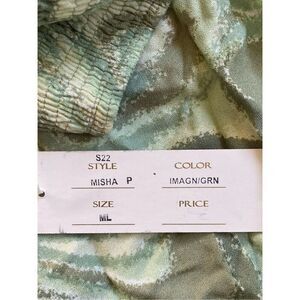 S22
STYLE COLOR
MISHA P IMAGN/GRN
SIZE PRICE
ML